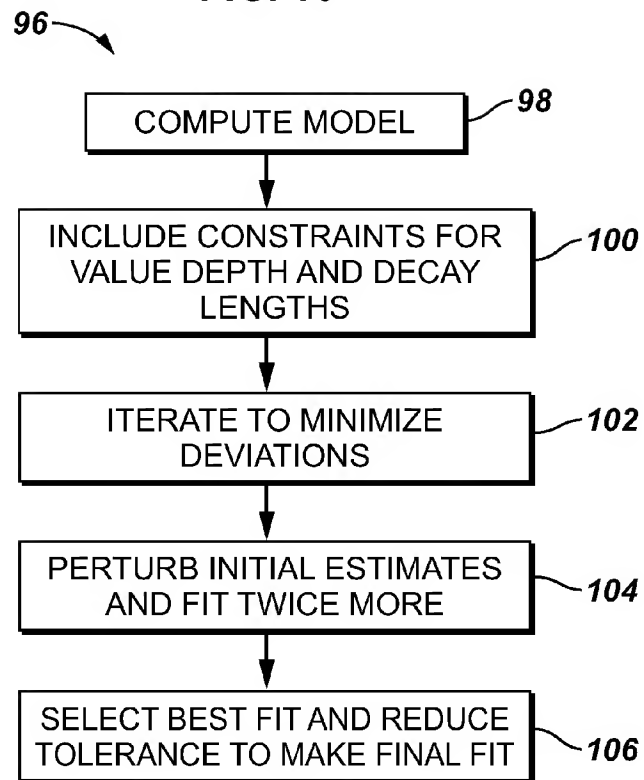 96
COMPUTE MODEL
98
INCLUDE CONSTRAINTS FOR
VALUE DEPTH AND DECAY
LENGTHS
100
ITERATE TO MINIMIZE
DEVIATIONS
102
PERTURB INITIAL ESTIMATES
AND FIT TWICE MORE
104
SELECT BEST FIT AND REDUCE
TOLERANCE TO MAKE FINAL FIT
106